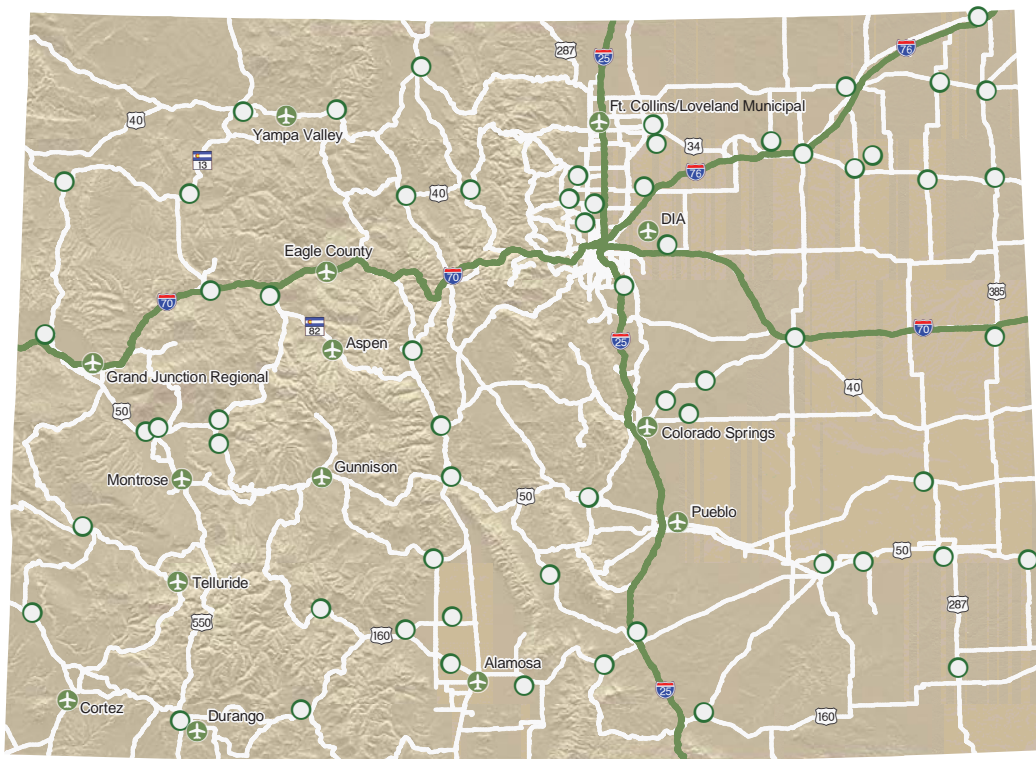 287
25
76
Ft. Collins/Loveland Municipal
40
Yampa Valley
34
13
76
40
DIA
Eagle County
70
385
70
82
25
70
Aspen
Grand Junction Regional
40
50
Colorado Springs
Gunnison
Montrose
50
Pueblo
50
Telluride
287
550
160
Alamosa
25
Cortez
Durango
160